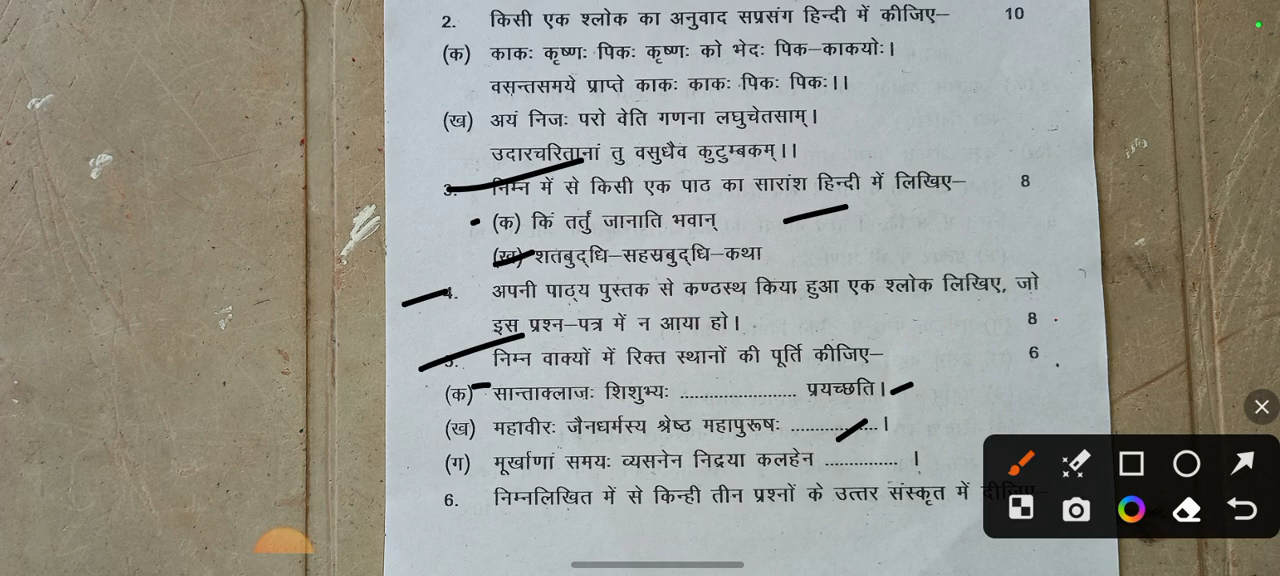 2. किसी एक श्लोक का अनुवाद सप्रसंग हिन्दी में कीजिए– 10
(क) काकः कृष्णः पिकः कृष्णः को भेदः पिक–काकयोः।
वसन्तसमये प्राप्ते काकः काकः पिकः पिकः।।
(ख) अयं निजः परो वेति गणना लघुचेतसाम्।
उदारचरितानां तु वसुधैव कुटुम्बकम्।।
3. निम्न में से किसी एक पाठ का सारांश हिन्दी में लिखिए– 8
(क) किं तर्तुं जानाति भवान्
(ख) शतबुद्धि–सहस्रबुद्धि–कथा
4. अपनी पाठ्य पुस्तक से कण्ठस्थ किया हुआ एक श्लोक लिखिए, जो
इस प्रश्न–पत्र में न आया हो। 8
5. निम्न वाक्यों में रिक्त स्थानों की पूर्ति कीजिए– 6
(क) सान्ताक्लाजः शिशुभ्यः ...................... प्रयच्छति।
(ख) महावीरः जैनधर्मस्य श्रेष्ठ महापुरूषः ................ ।
(ग) मूर्खाणां समयः व्यसनेन निद्रया कलहेन .............. ।
6. निम्नलिखित में से किन्ही तीन प्रश्नों के उत्तर संस्कृत में दीजिए–